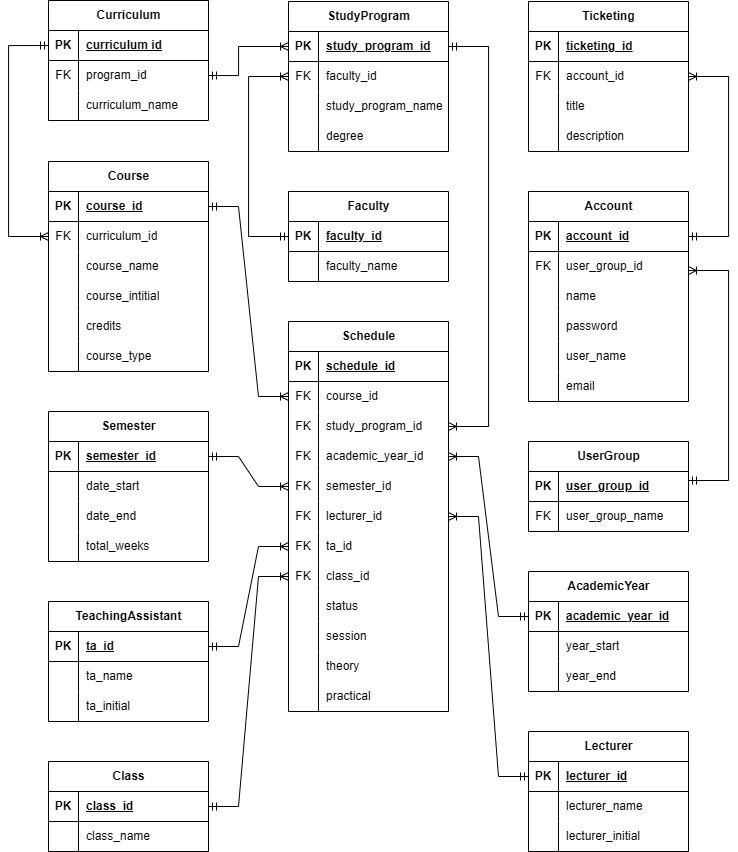 Curriculum
PK curriculum_id
FK program_id
curriculum_name
StudyProgram
PK study_program_id
FK faculty_id
study_program_name
degree
Ticketing
PK ticketing_id
FK account_id
title
description
Course
PK course_id
FK curriculum_id
course_name
course_intitial
credits
course_type
Faculty
PK faculty_id
faculty_name
Account
PK account_id
FK user_group_id
name
password
user_name
email
Schedule
PK schedule_id
FK course_id
FK study_program_id
FK academic_year_id
FK semester_id
FK lecturer_id
FK ta_id
FK class_id
status
session
theory
practical
Semester
PK semester_id
date_start
date_end
total_weeks
UserGroup
PK user_group_id
FK user_group_name
TeachingAssistant
PK ta_id
ta_name
ta_initial
AcademicYear
PK academic_year_id
year_start
year_end
Class
PK class_id
class_name
Lecturer
PK lecturer_id
lecturer_name
lecturer_initial